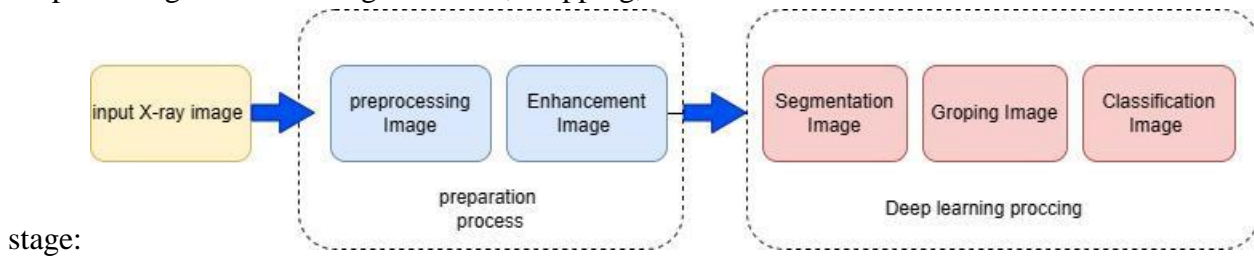 input X-ray image
preprocessing
Image
Enhancement
Image
preparation
process
Segmentation
Image
Groping Image
Classification
Image
Deep learning proccing
stage: